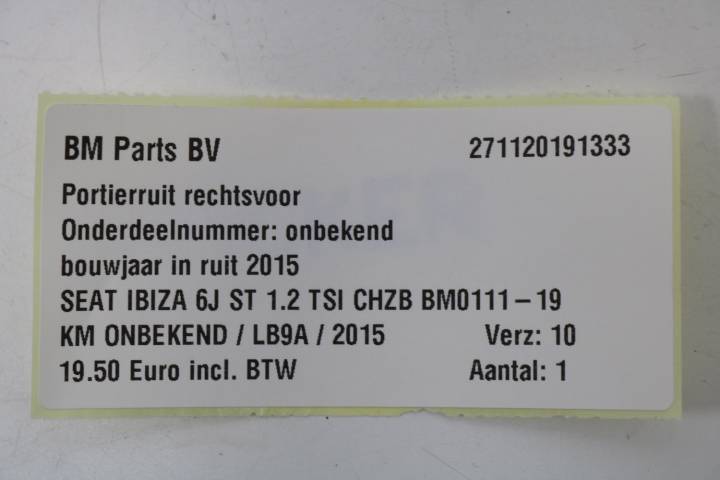 BM Parts BV 271120191333
Portierruit rechtsvoor
Onderdeelnummer: onbekend
bouwjaar in ruit 2015
SEAT IBIZA 6J ST 1.2 TSI CHZB BM0111-19
KM ONBEKEND / LB9A / 2015 Verz: 10
19.50 Euro incl. BTW Aantal: 1